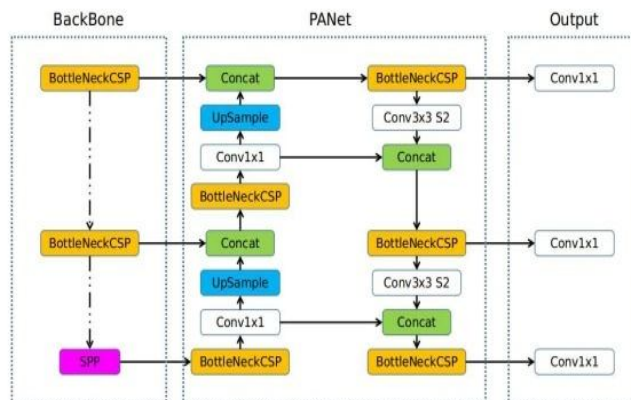 BackBone PANet Output
BottleNeckCSP Concat BottleNeckCSP Conv1x1
UpSample Conv3x3 S2
Conv1x1 Concat
BottleNeckCSP
BottleNeckCSP Concat BottleNeckCSP Conv1x1
UpSample Conv3x3 S2
Conv1x1 Concat
SPP BottleNeckCSP BottleNeckCSP Conv1x1